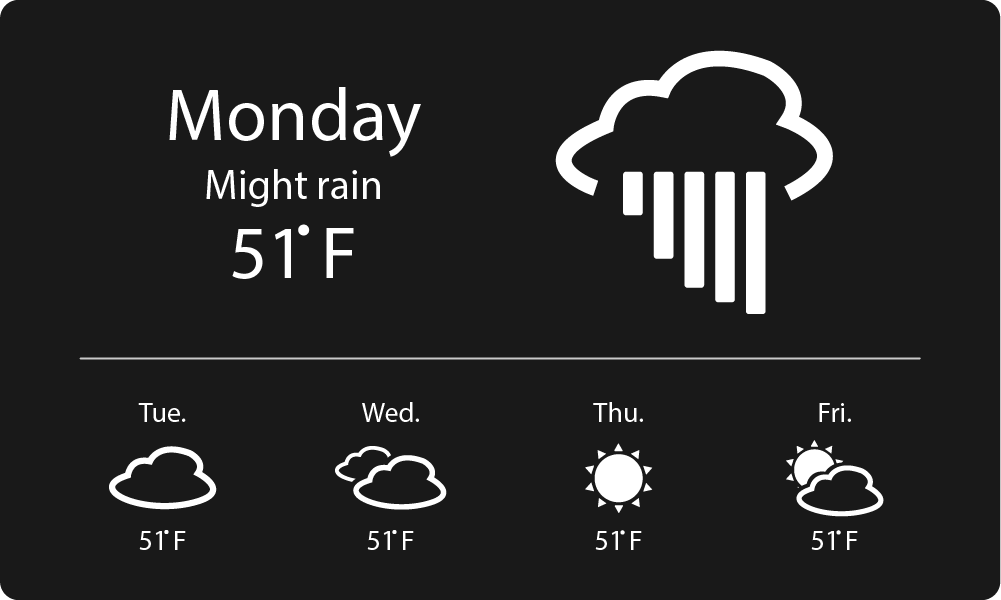 Monday
Might rain
51° F
Tue. Wed. Thu. Fri.
51° F 51° F 51° F 51° F